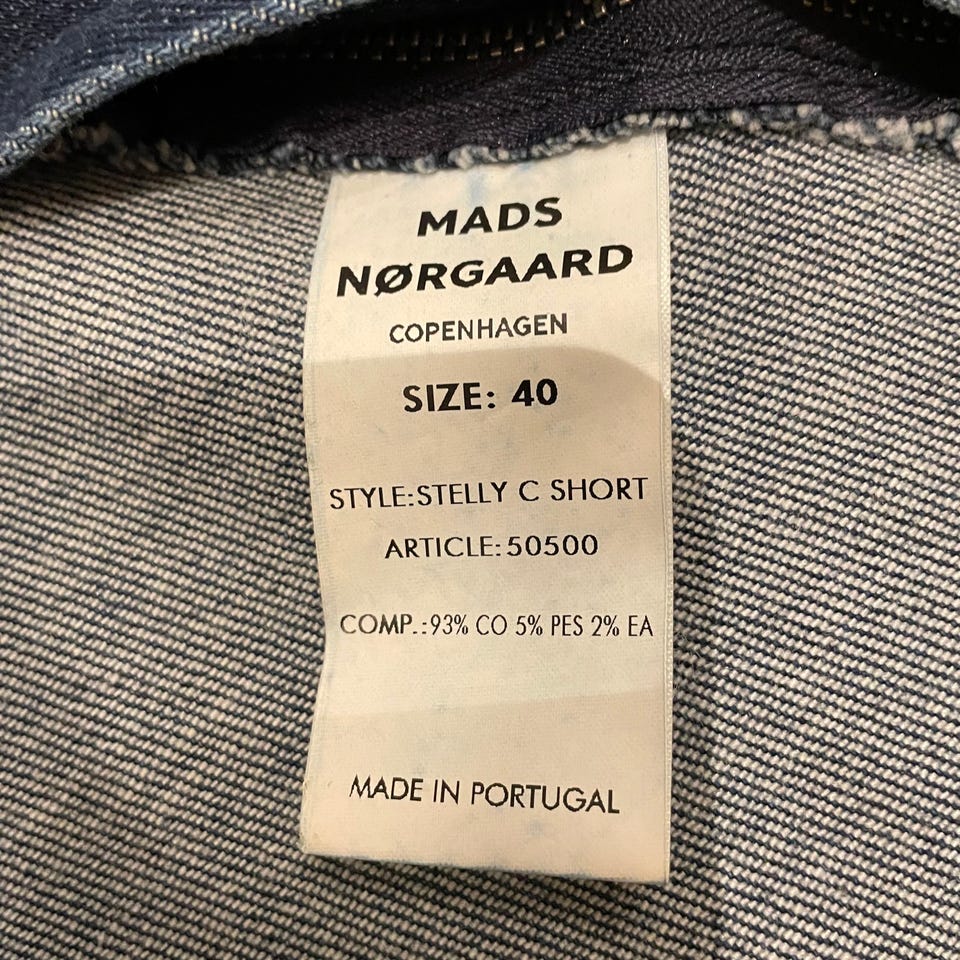 MADS
NØRGAARD
COPENHAGEN
SIZE: 40
STYLE:STELLY C SHORT
ARTICLE:50500
COMP.:93% CO 5% PES 2% EA
MADE IN PORTUGAL